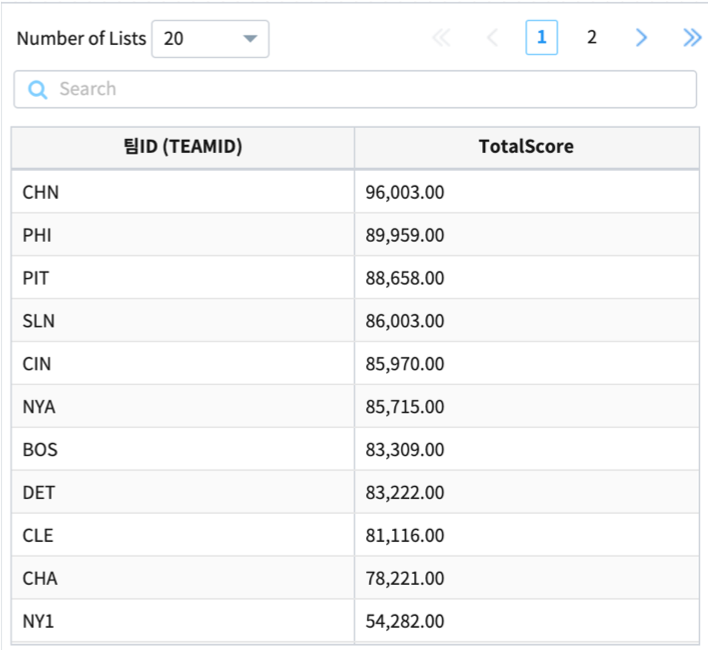 Number of Lists 20 1 2
Search
팀ID (TEAMID) TotalScore
CHN 96,003.00
PHI 89,959.00
PIT 88,658.00
SLN 86,003.00
CIN 85,970.00
NYA 85,715.00
BOS 83,309.00
DET 83,222.00
CLE 81,116.00
CHA 78,221.00
NY1 54,282.00